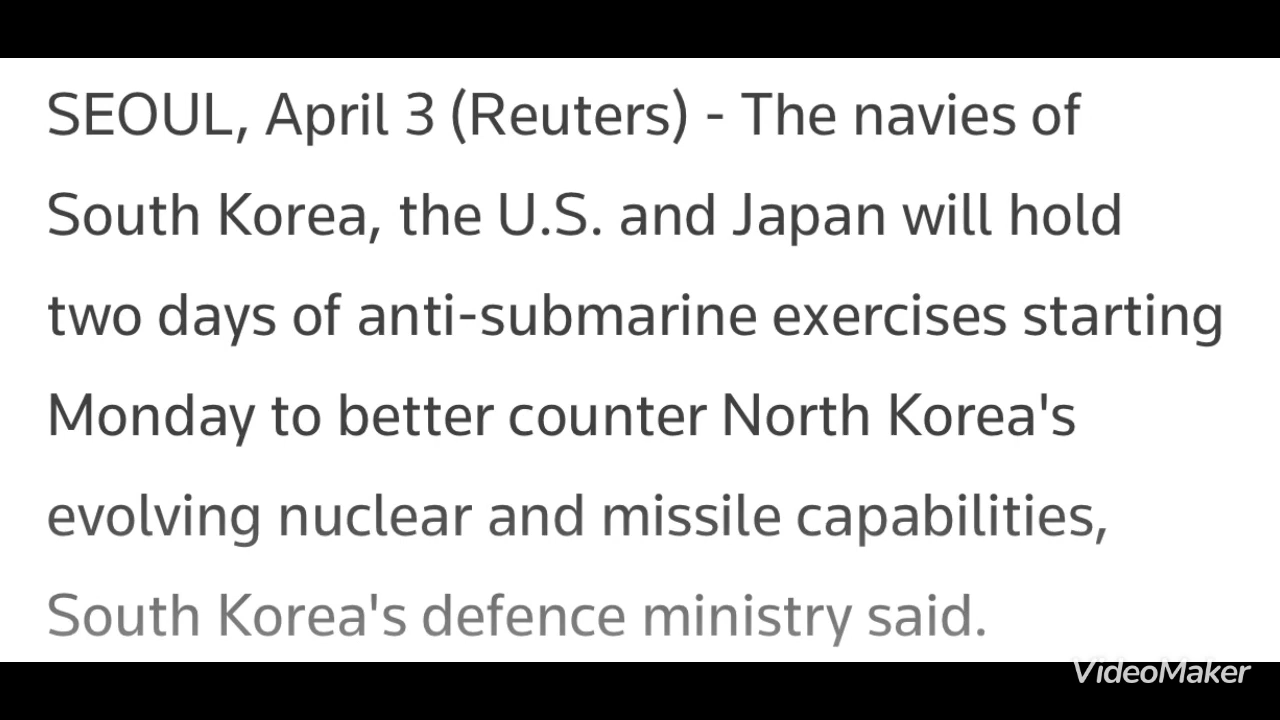 SEOUL, April 3 (Reuters) - The navies of
South Korea, the U.S. and Japan will hold
two days of anti-submarine exercises starting
Monday to better counter North Korea's
evolving nuclear and missile capabilities,
South Korea's defence ministry said.
VideoMaker